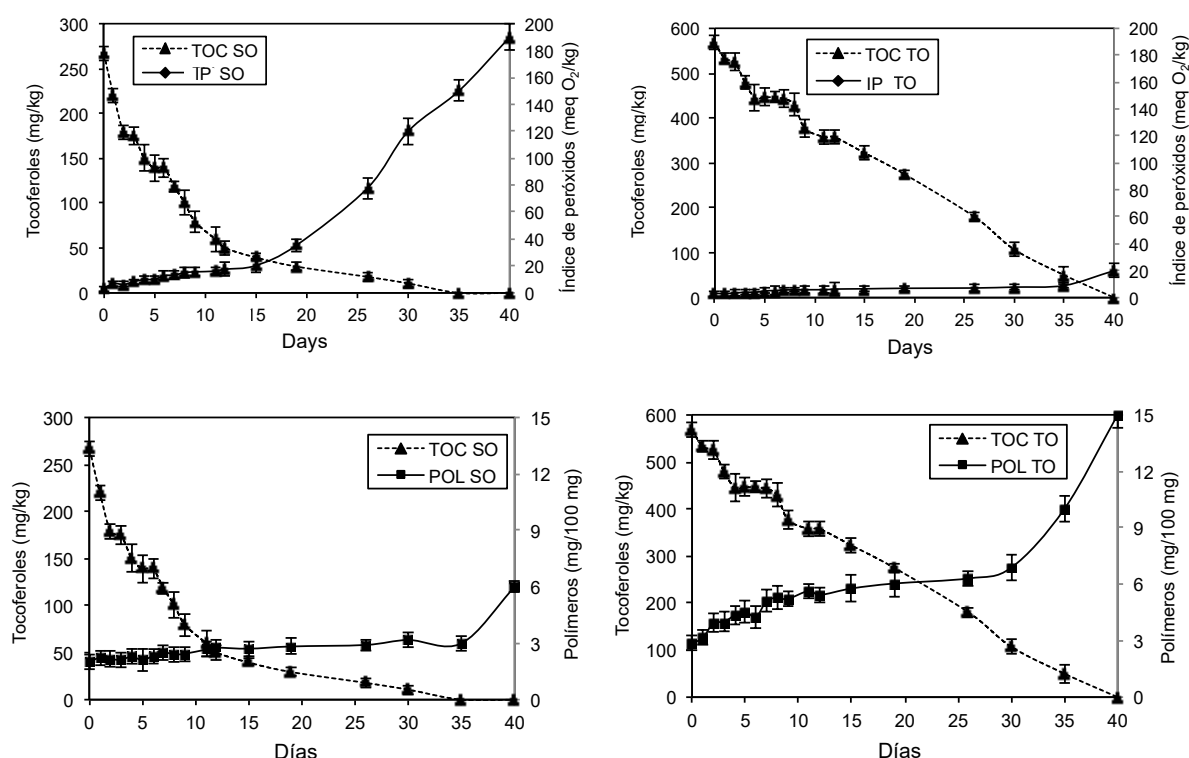 300
250
200
150
100
50
0
Tocoferoles (mg/kg)
TOC SO
IP SO
200
180
160
140
120
100
80
60
40
20
0
Índice de peróxidos (meq O₂/kg)
0 5 10 15 20 25 30 35 40
Days
600
500
400
300
200
100
0
Tocoferoles (mg/kg)
TOC TO
IP TO
200
180
160
140
120
100
80
60
40
20
0
Índice de peróxidos (meq O₂/kg)
0 5 10 15 20 25 30 35 40
Days
300
250
200
150
100
50
0
Tocoferoles (mg/kg)
TOC SO
POL SO
15
12
9
6
3
0
Polímeros (mg/100 mg)
0 5 10 15 20 25 30 35 40
Días
600
500
400
300
200
100
0
Tocoferoles (mg/kg)
TOC TO
POL TO
15
12
9
6
3
0
Polímeros (mg/100 mg)
0 5 10 15 20 25 30 35 40
Días